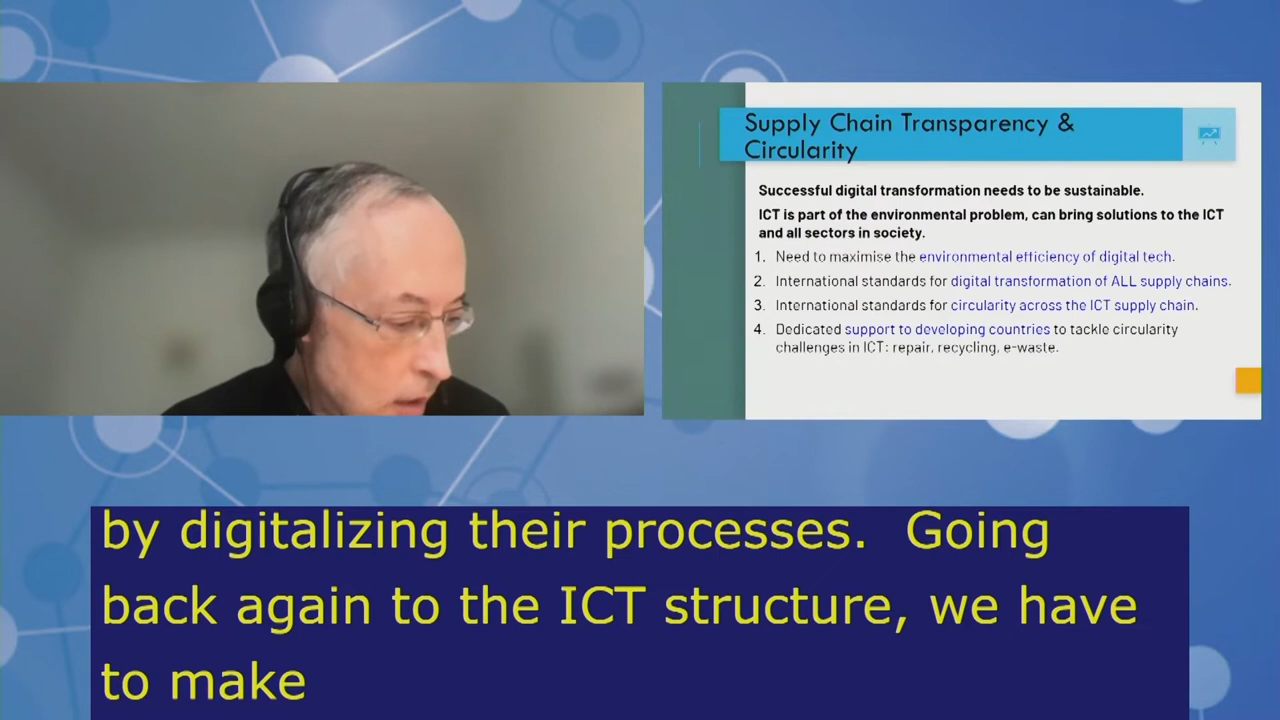 Supply Chain Transparency &
Circularity
Successful digital transformation needs to be sustainable.
ICT is part of the environmental problem, can bring solutions to the ICT
and all sectors in society.
1. Need to maximise the environmental efficiency of digital tech.
2. International standards for digital transformation of ALL supply chains.
3. International standards for circularity across the ICT supply chain.
4. Dedicated support to developing countries to tackle circularity
challenges in ICT: repair, recycling, e-waste.
by digitalizing their processes. Going
back again to the ICT structure, we have
to make